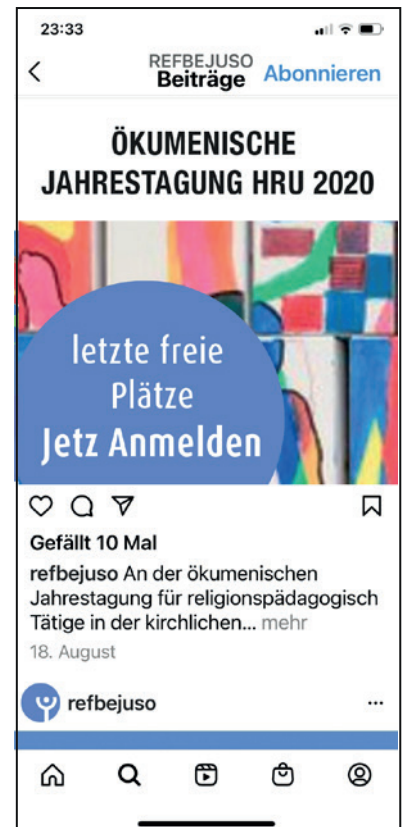 23:33
REFBEJUSO
Beiträge
Abonnieren
ÖKUMENISCHE
JAHRESTAGUNG HRU 2020
letzte freie
Plätze
Jetz Anmelden
Gefällt 10 Mal
refbejuso An der ökumenischen
Jahrestagung für religionspädagogisch
Tätige in der kirchlichen... mehr
18. August
refbejuso